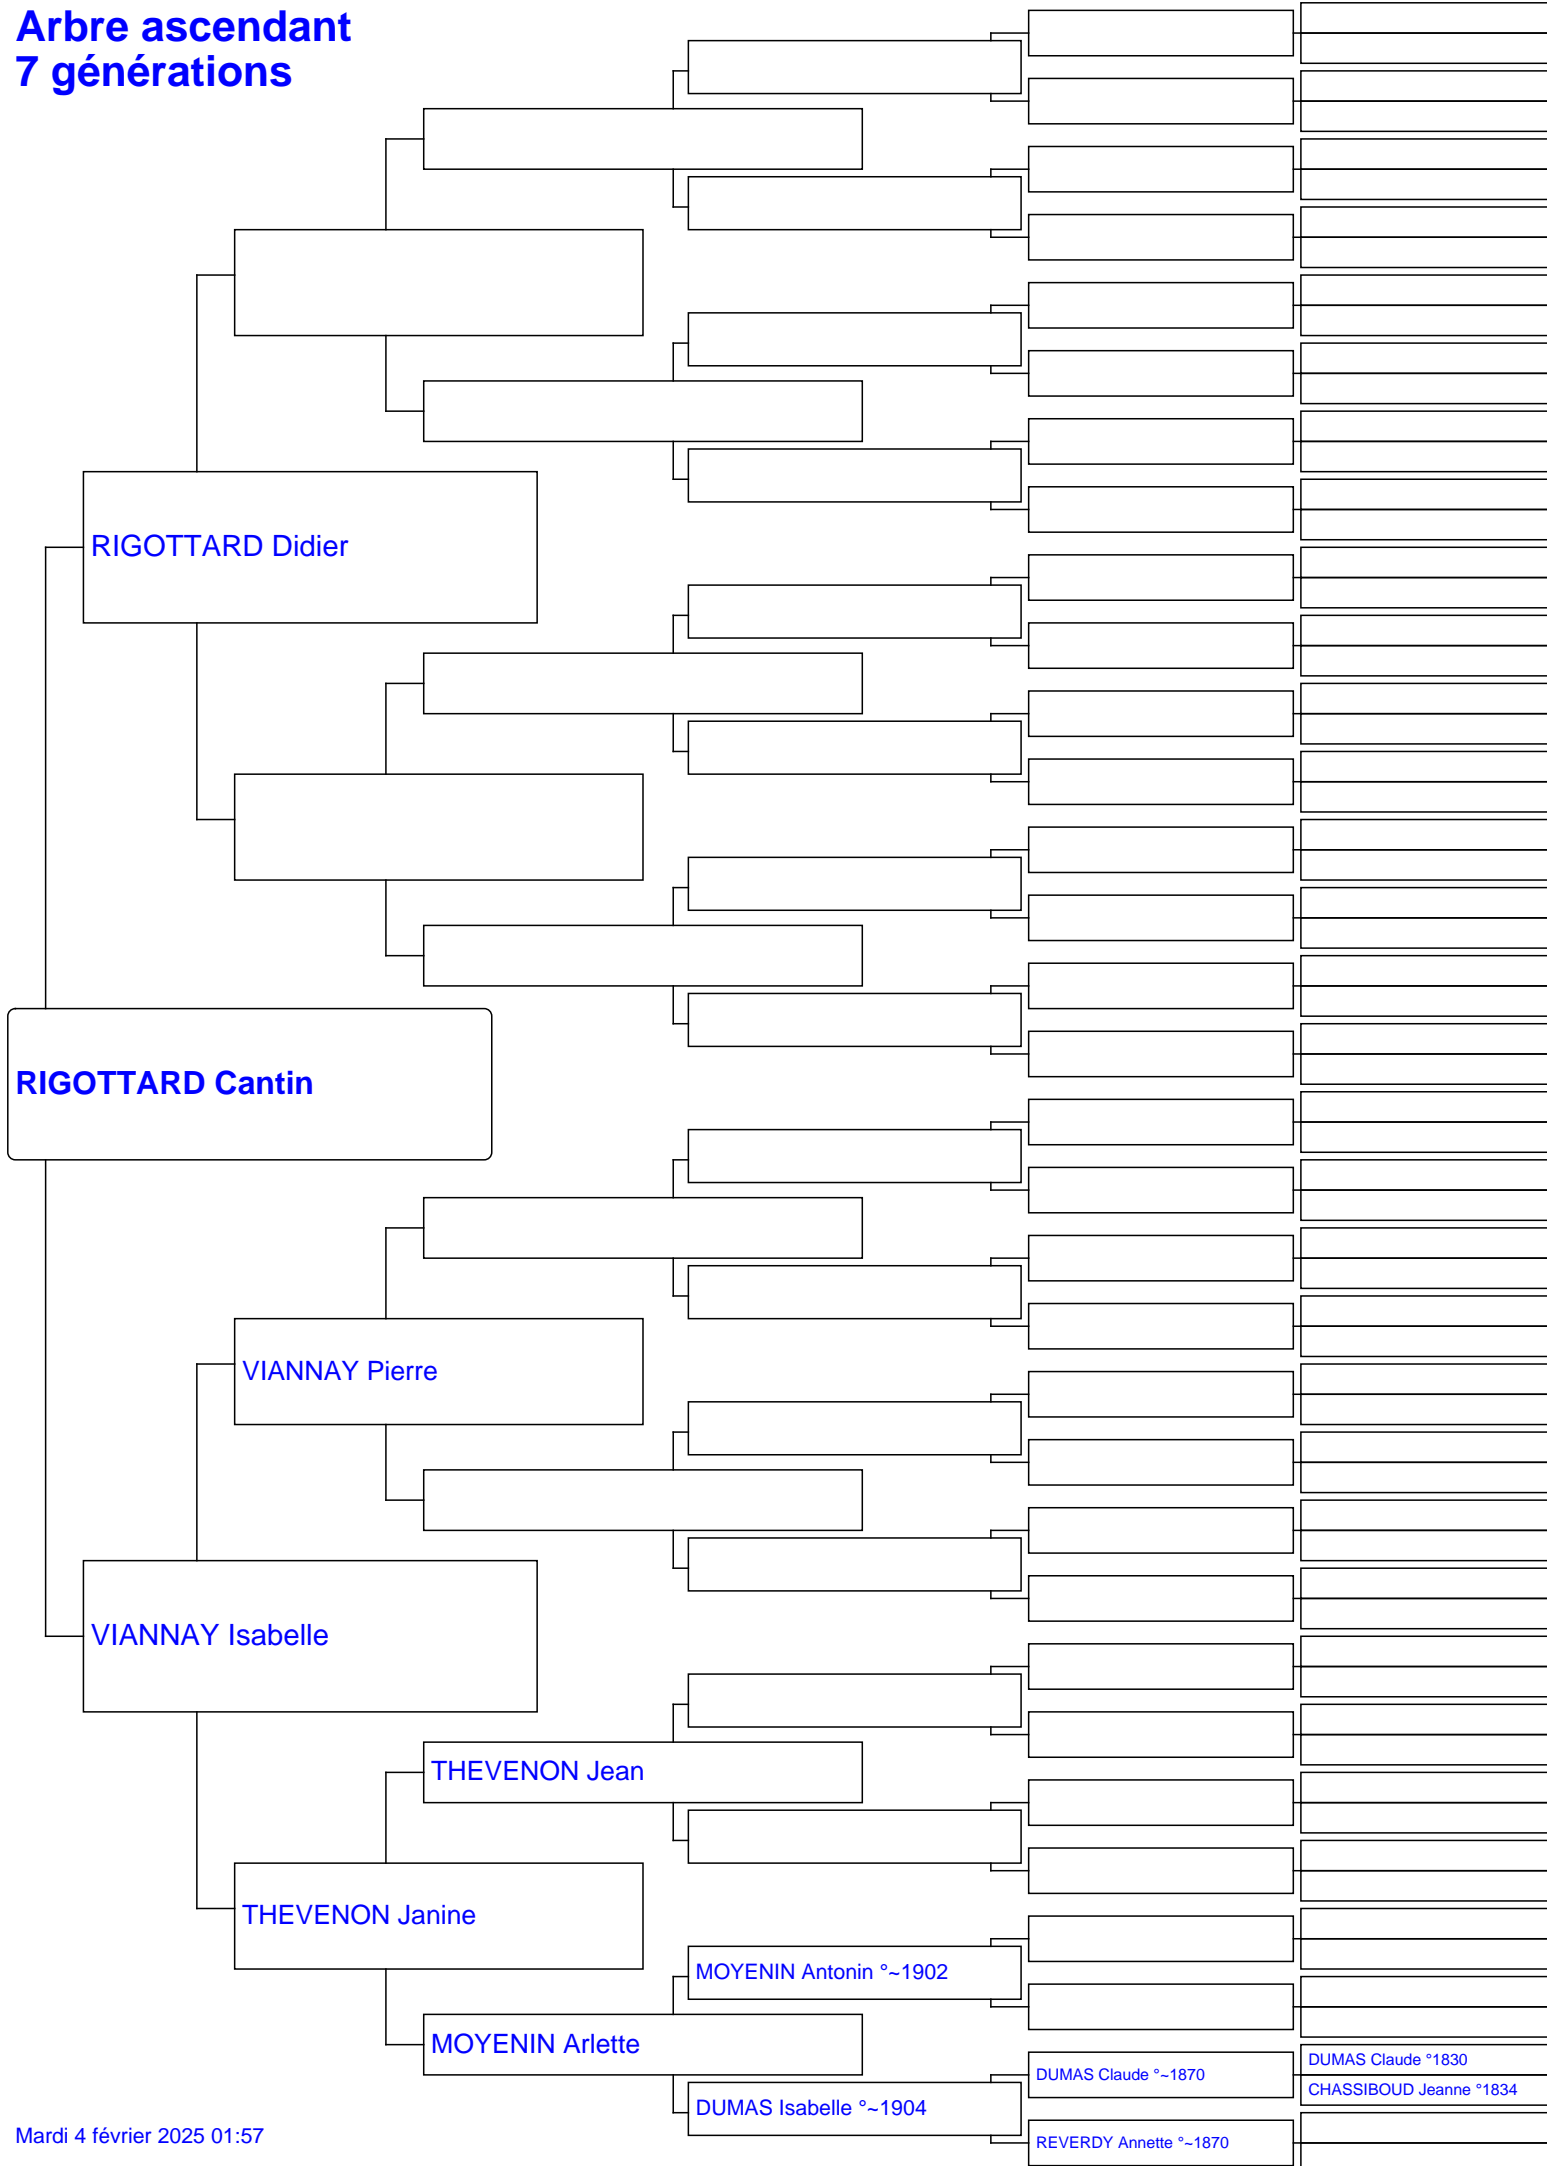 Arbre ascendant
7 générations
RIGOTTARD Didier
RIGOTTARD Cantin
VIANNAY Pierre
VIANNAY Isabelle
THEVENON Jean
THEVENON Janine
MOYENIN Antonin °~1902
MOYENIN Arlette
DUMAS Claude °1830
DUMAS Claude °~1870
CHASSIBOUD Jeanne °1834
DUMAS Isabelle °~1904
REVERDY Annette °~1870
Mardi 4 février 2025 01:57